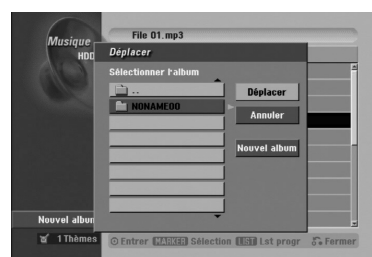 Musique
HDD
File 01.mp3
Déplacer
Sélectionner l'album
..
NONAME00
Déplacer
Annuler
Nouvel album
Nouvel albun
1 Thèmes
Entrer MARKER Sélection LIST Lst progr Fermer